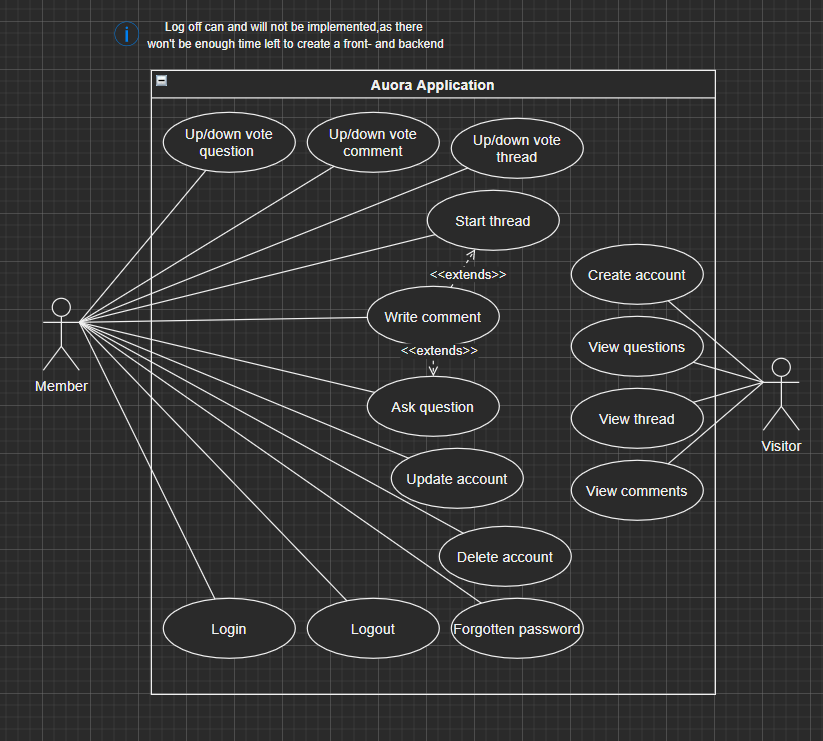 Log off can and will not be implemented,as there
won't be enough time left to create a front- and backend
Auora Application
Up/down vote
question
Up/down vote
comment
Up/down vote
thread
Start thread
<<extends>>
Create account
Write comment
View questions
<<extends>>
Member
Ask question
View thread
Visitor
Update account
View comments
Delete account
Login
Logout
Forgotten password